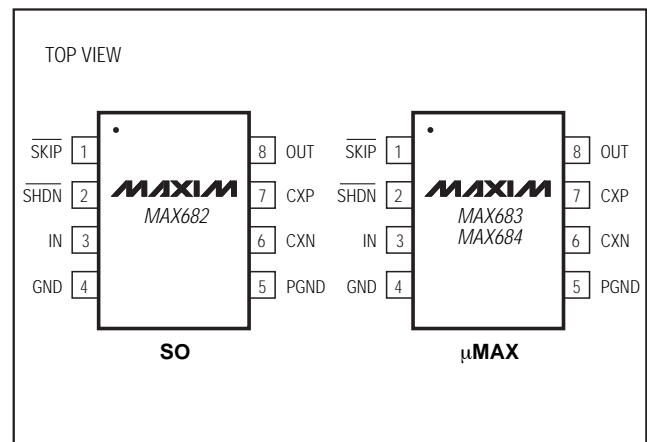 TOP VIEW
SKIP 1 8 OUT
SHDN 2 7 CXP
IN 3 6 CXN
GND 4 5 PGND
MAXIM
MAX682
SO
SKIP 1 8 OUT
SHDN 2 7 CXP
IN 3 6 CXN
GND 4 5 PGND
MAXIM
MAX683
MAX684
μMAX